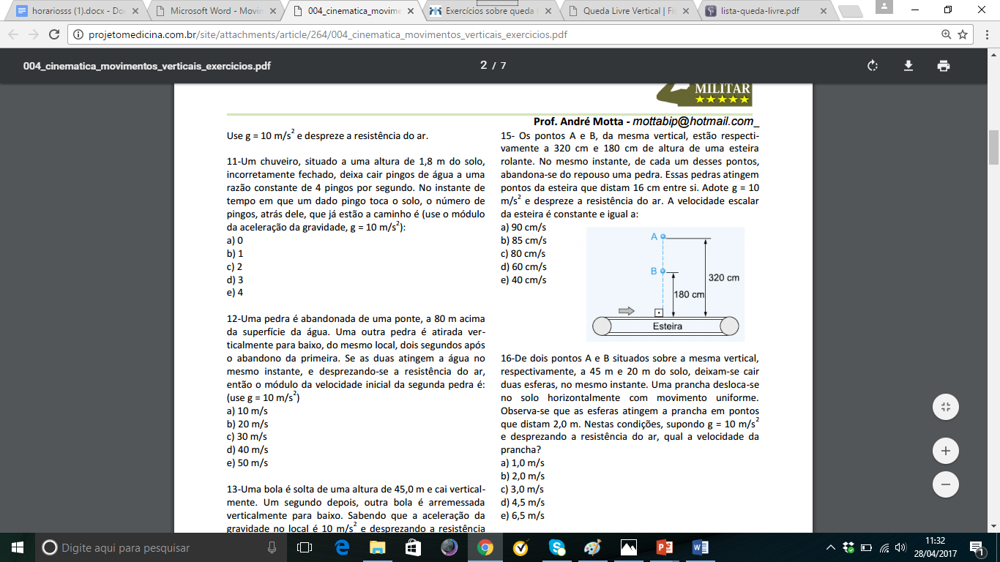 horariosss (1).docx - Do
Microsoft Word - Movin
004_cinematica_movime
Exercícios sobre queda
Queda Livre Vertical | Fí
lista-queda-livre.pdf
projetomedicina.com.br/site/attachments/article/264/004_cinematica_movimentos_verticais_exercicios.pdf
004_cinematica_movimentos_verticais_exercicios.pdf
2 / 7
MILITAR
Prof. André Motta - mottabip@hotmail.com_
Use g = 10 m/s² e despreze a resistência do ar.
11-Um chuveiro, situado a uma altura de 1,8 m do solo,
incorretamente fechado, deixa cair pingos de água a uma
razão constante de 4 pingos por segundo. No instante de
tempo em que um dado pingo toca o solo, o número de
pingos, atrás dele, que já estão a caminho é (use o módulo
da aceleração da gravidade, g = 10 m/s²):
a) 0
b) 1
c) 2
d) 3
e) 4
12-Uma pedra é abandonada de uma ponte, a 80 m acima
da superfície da água. Uma outra pedra é atirada ver-
ticalmente para baixo, do mesmo local, dois segundos após
o abandono da primeira. Se as duas atingem a água no
mesmo instante, e desprezando-se a resistência do ar,
então o módulo da velocidade inicial da segunda pedra é:
(use g = 10 m/s²)
a) 10 m/s
b) 20 m/s
c) 30 m/s
d) 40 m/s
e) 50 m/s
13-Uma bola é solta de uma altura de 45,0 m e cai vertical-
mente. Um segundo depois, outra bola é arremessada
verticalmente para baixo. Sabendo que a aceleração da
gravidade no local é 10 m/s² e desprezando a resistência
15- Os pontos A e B, da mesma vertical, estão respecti-
vamente a 320 cm e 180 cm de altura de uma esteira
rolante. No mesmo instante, de cada um desses pontos,
abandona-se do repouso uma pedra. Essas pedras atingem
pontos da esteira que distam 16 cm entre si. Adote g = 10
m/s² e despreze a resistência do ar. A velocidade escalar
da esteira é constante e igual a:
a) 90 cm/s
b) 85 cm/s
c) 80 cm/s
d) 60 cm/s
e) 40 cm/s
A
B
320 cm
180 cm
Esteira
16-De dois pontos A e B situados sobre a mesma vertical,
respectivamente, a 45 m e 20 m do solo, deixam-se cair
duas esferas, no mesmo instante. Uma prancha desloca-se
no solo horizontalmente com movimento uniforme.
Observa-se que as esferas atingem a prancha em pontos
que distam 2,0 m. Nestas condições, supondo g = 10 m/s²
e desprezando a resistência do ar, qual a velocidade da
prancha?
a) 1,0 m/s
b) 2,0 m/s
c) 3,0 m/s
d) 4,5 m/s
e) 6,5 m/s
Digite aqui para pesquisar
11:32
28/04/2017
1